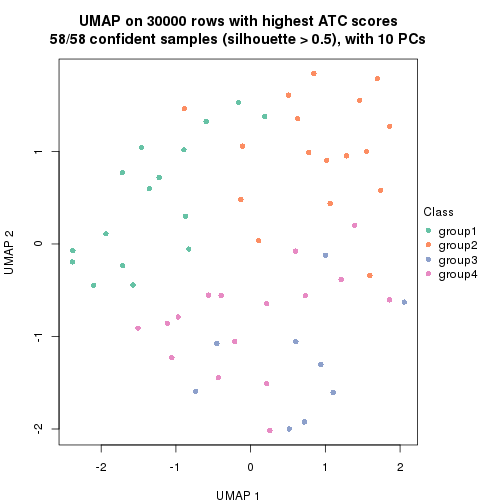 UMAP on 30000 rows with highest ATC scores
58/58 confident samples (silhouette > 0.5), with 10 PCs
UMAP 2
1
0
-1
-2
-2
-1
0
1
2
UMAP 1
Class
group1
group2
group3
group4